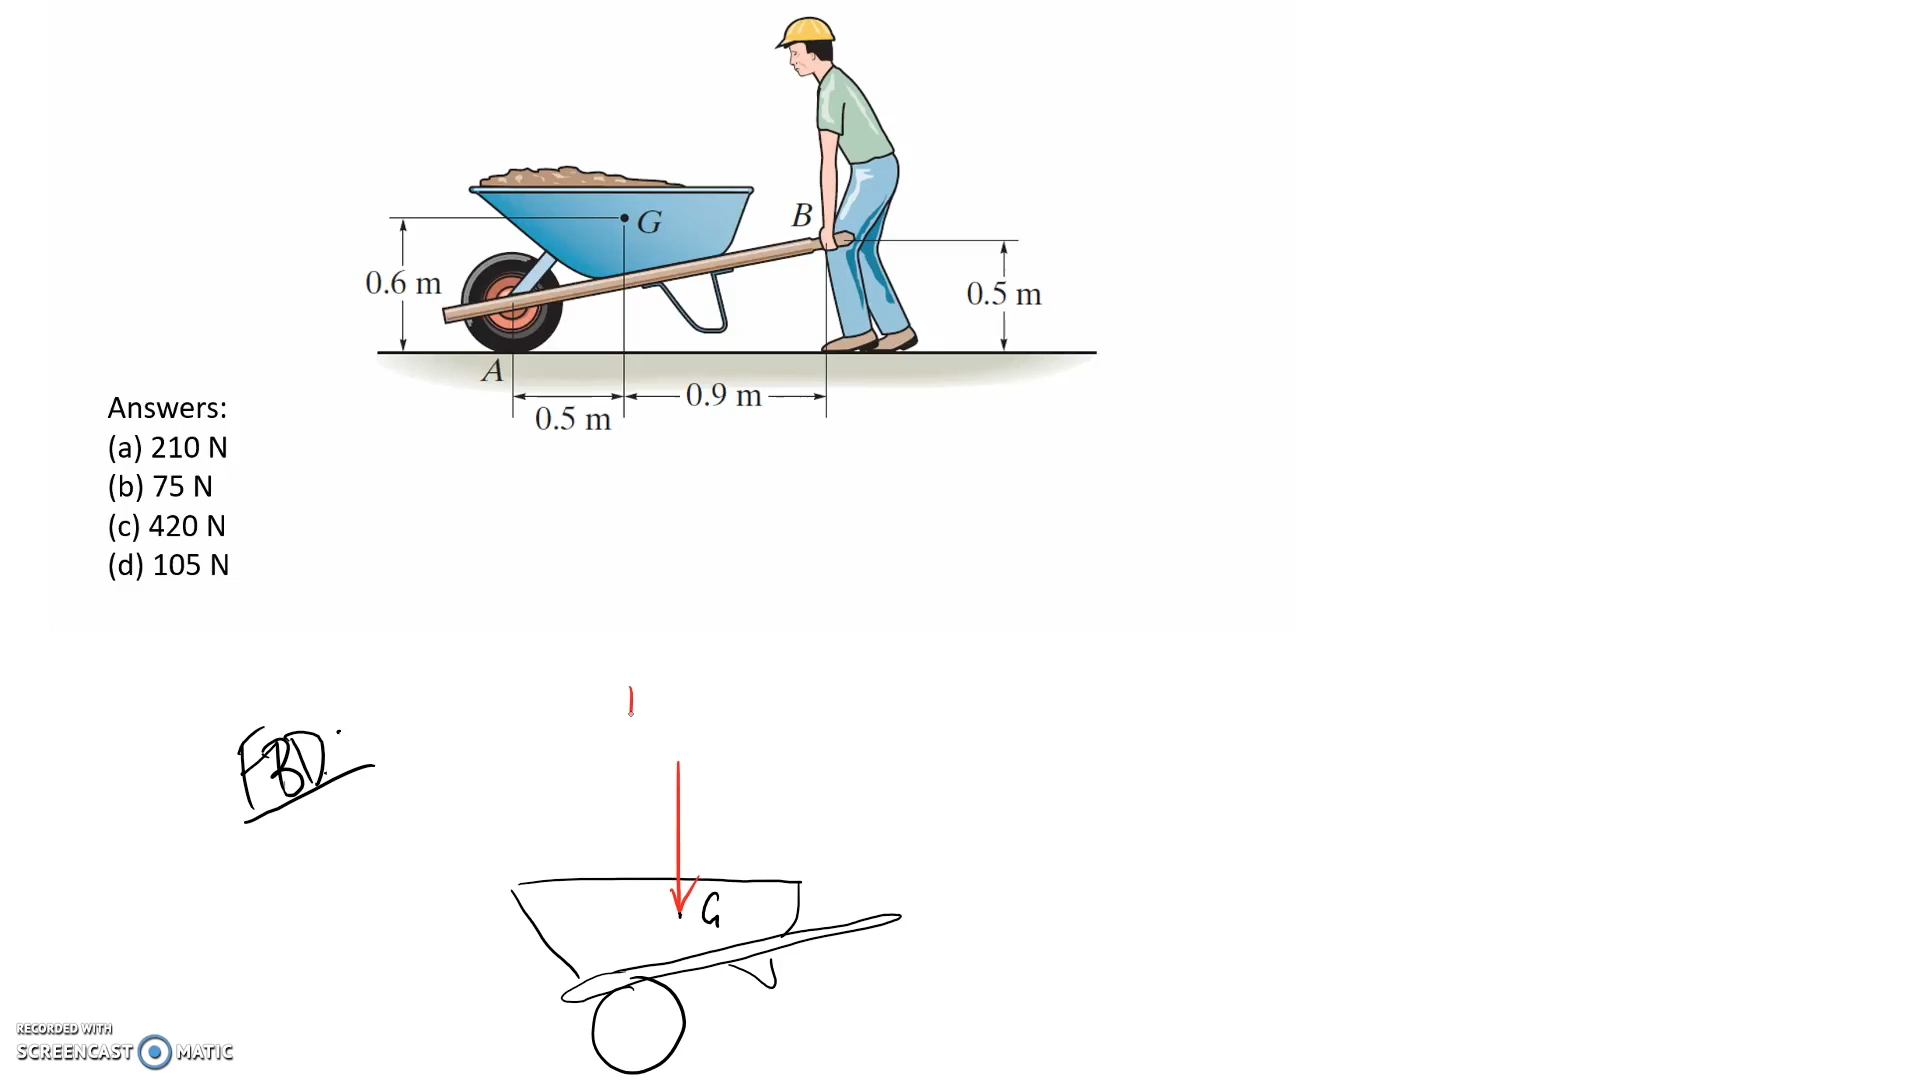 G
B
0.6 m
0.5 m
A
0.9 m
0.5 m
Answers:
(a) 210 N
(b) 75 N
(c) 420 N
(d) 105 N
FBD:
G
RECORDED WITH
SCREENCAST MATIC